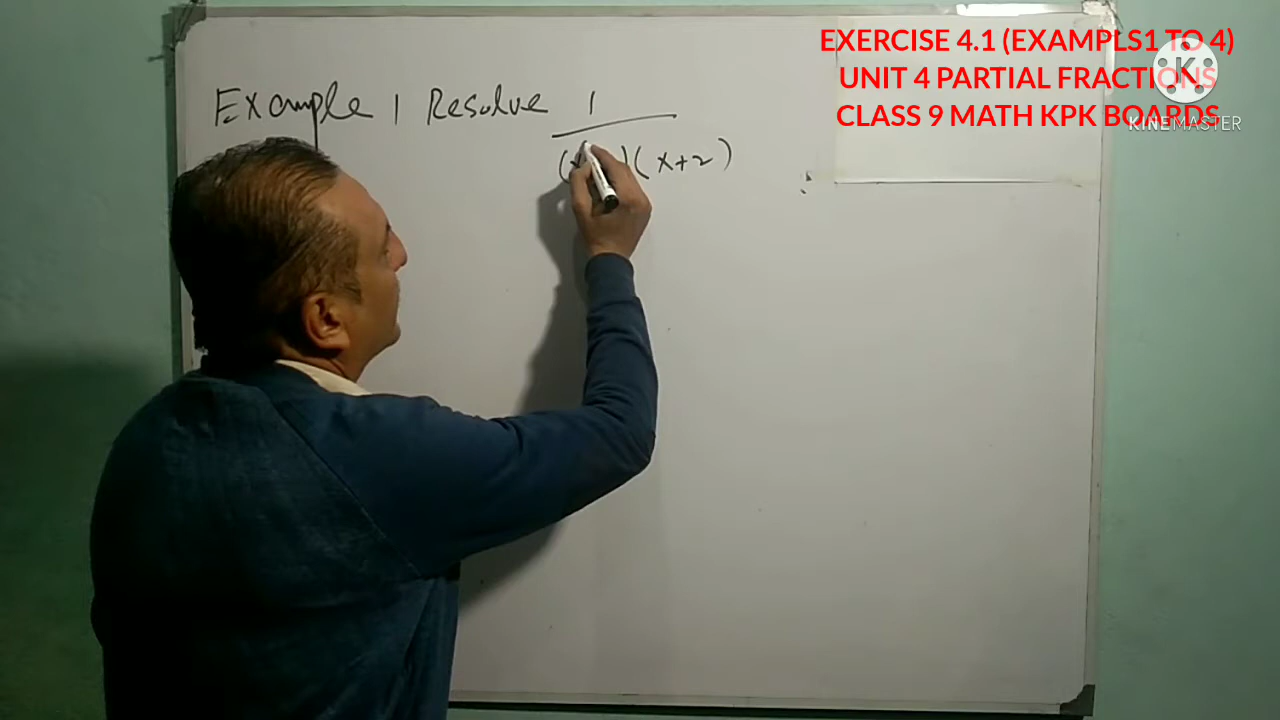 EXERCISE 4.1 (EXAMPLS1 TO 4)
UNIT 4 PARTIAL FRACTIONS
CLASS 9 MATH KPK BOARDS
K
KINEMASTER
Example 1 Resolve 1
(x )(x+2)